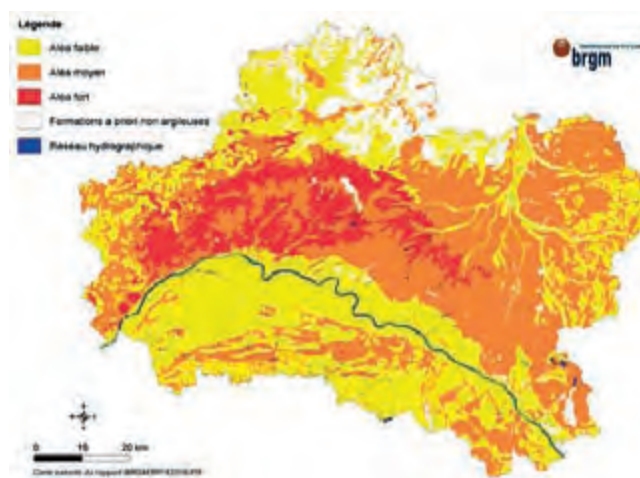 Légende
Aléa faible
Aléa moyen
Aléa fort
Formations a priori non argileuses
Réseau hydrographique
brgm
0 10 20 km